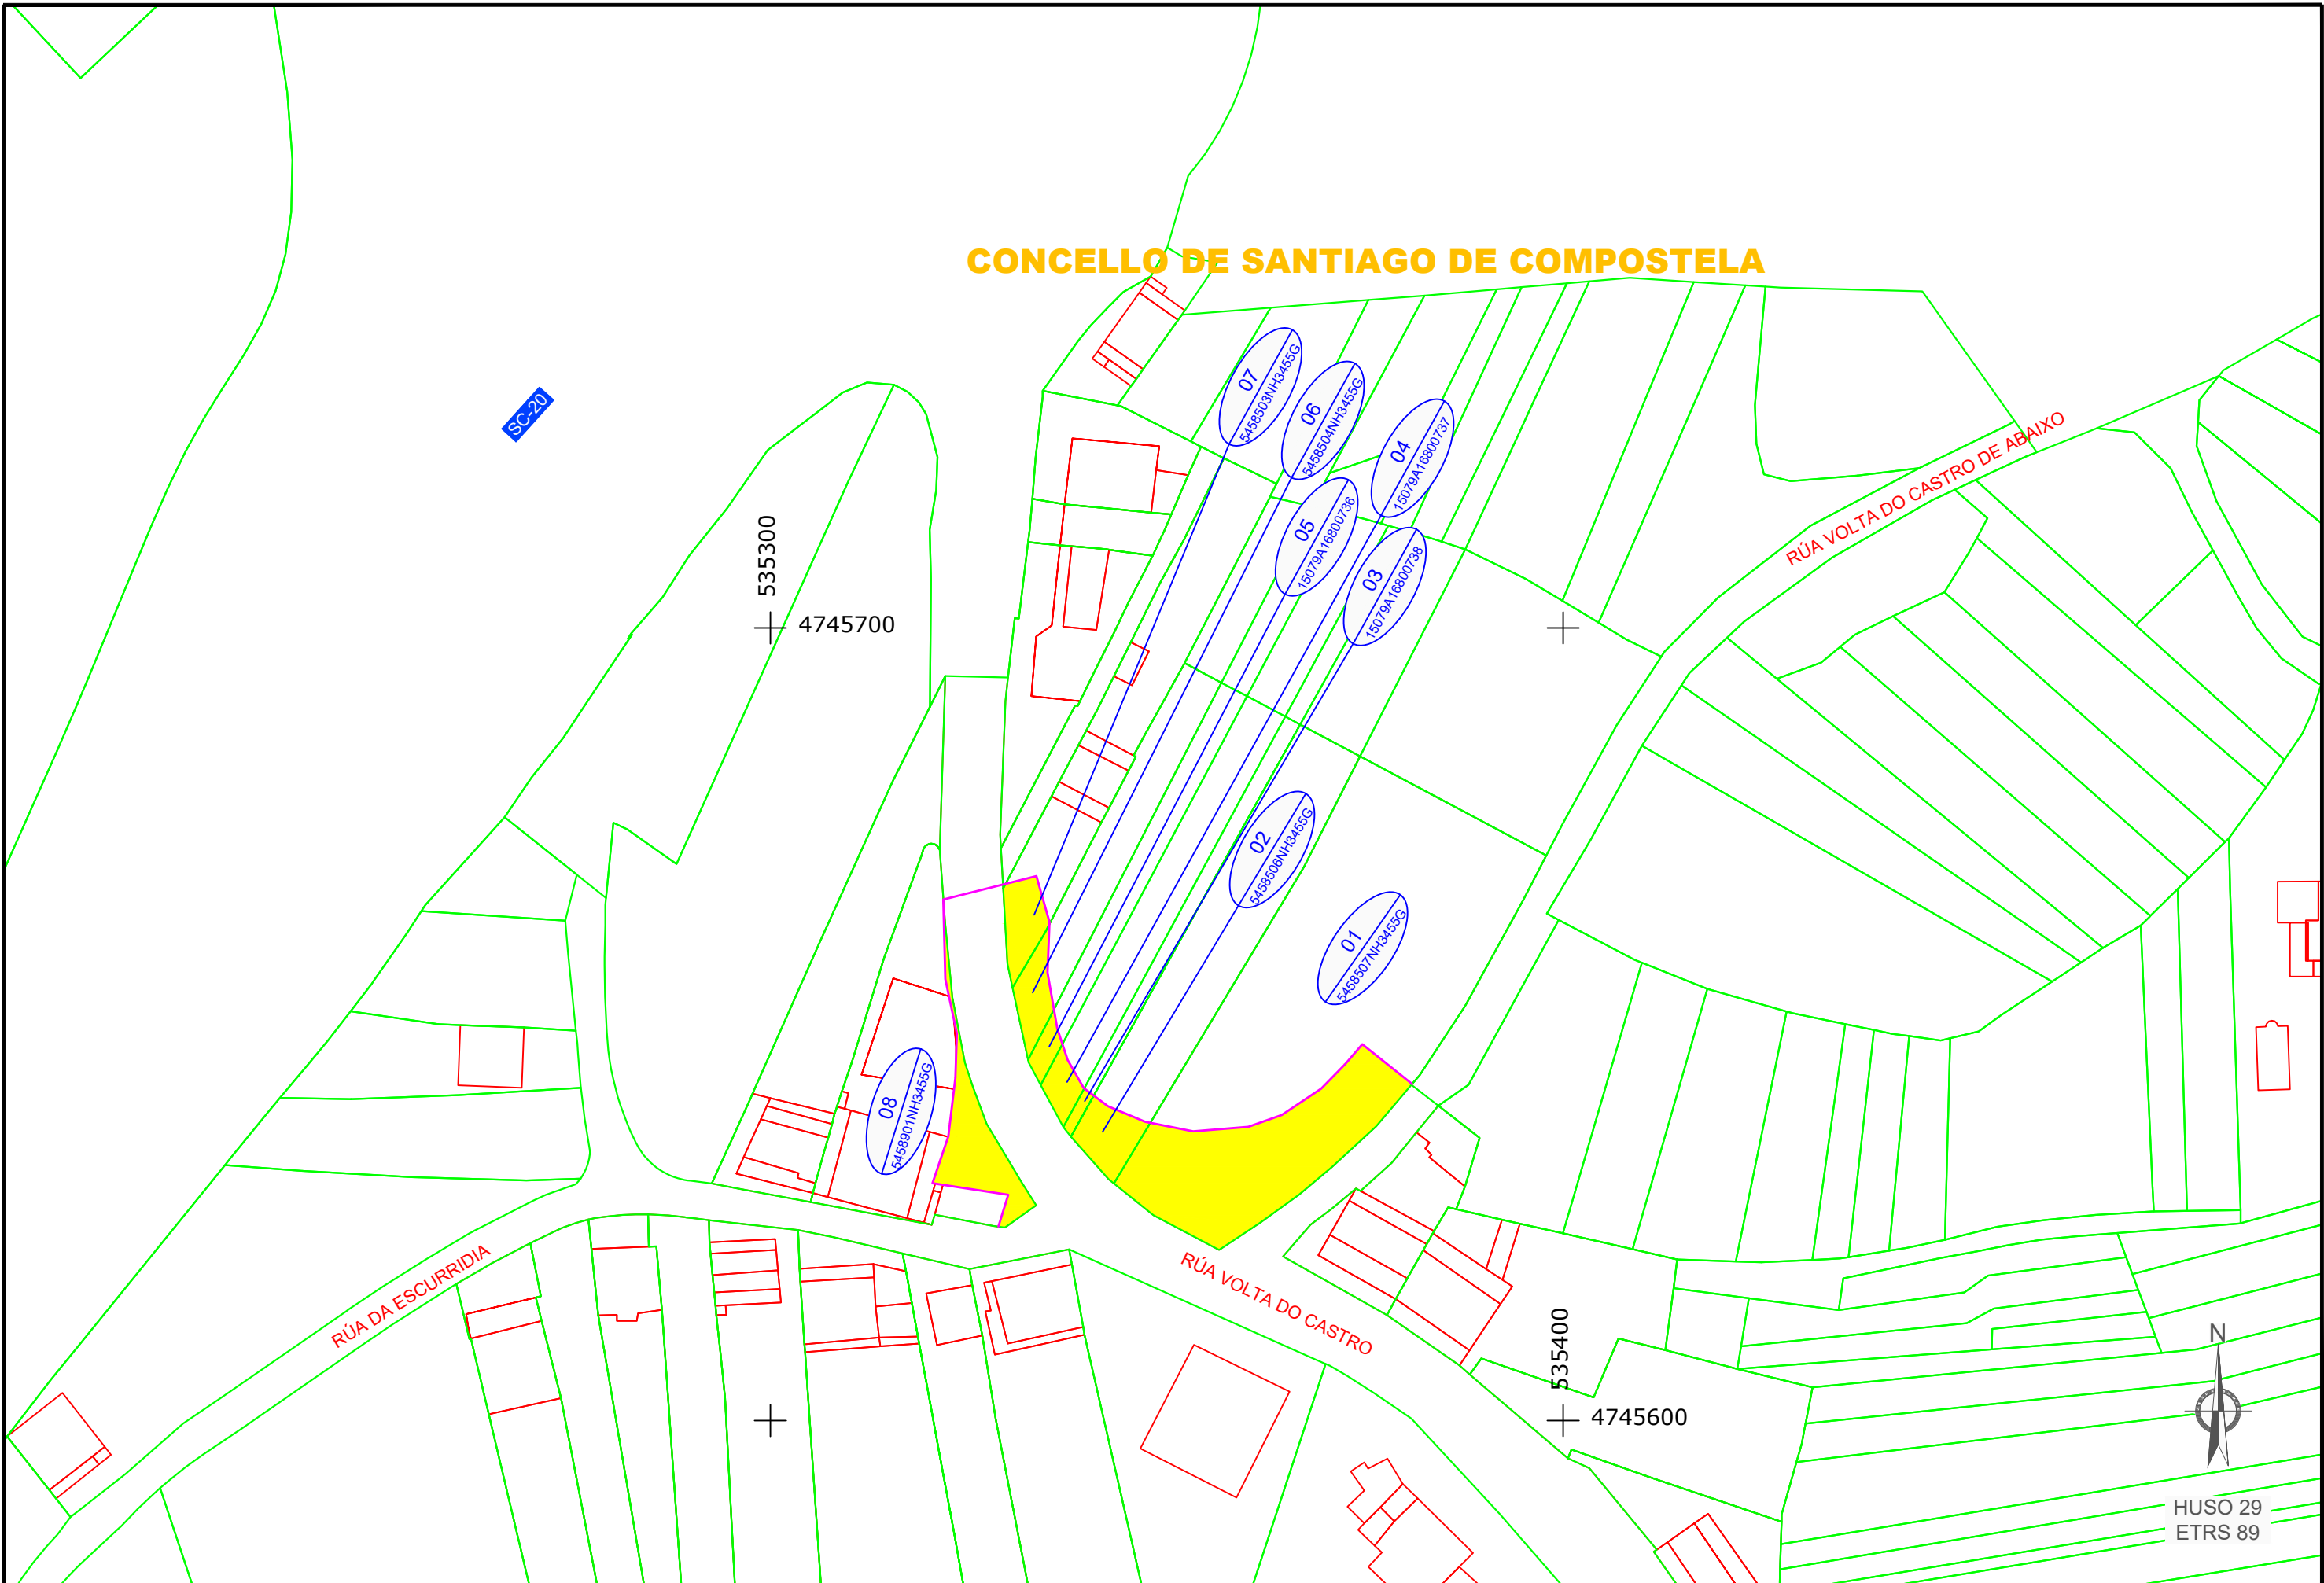 CONCELLO DE SANTIAGO DE COMPOSTELA
SC-20
07
5458503NH3455G
06
5458504NH3455G
04
15079A16800737
05
15079A16800736
03
15079A16800738
RÚA VOLTA DO CASTRO DE ABAIXO
535300
4745700
02
5458506NH3455G
01
5458507NH3455G
08
5458901NH3455G
RÚA DA ESCURRIDIA
RÚA VOLTA DO CASTRO
535400
4745600
N
HUSO 29
ETRS 89